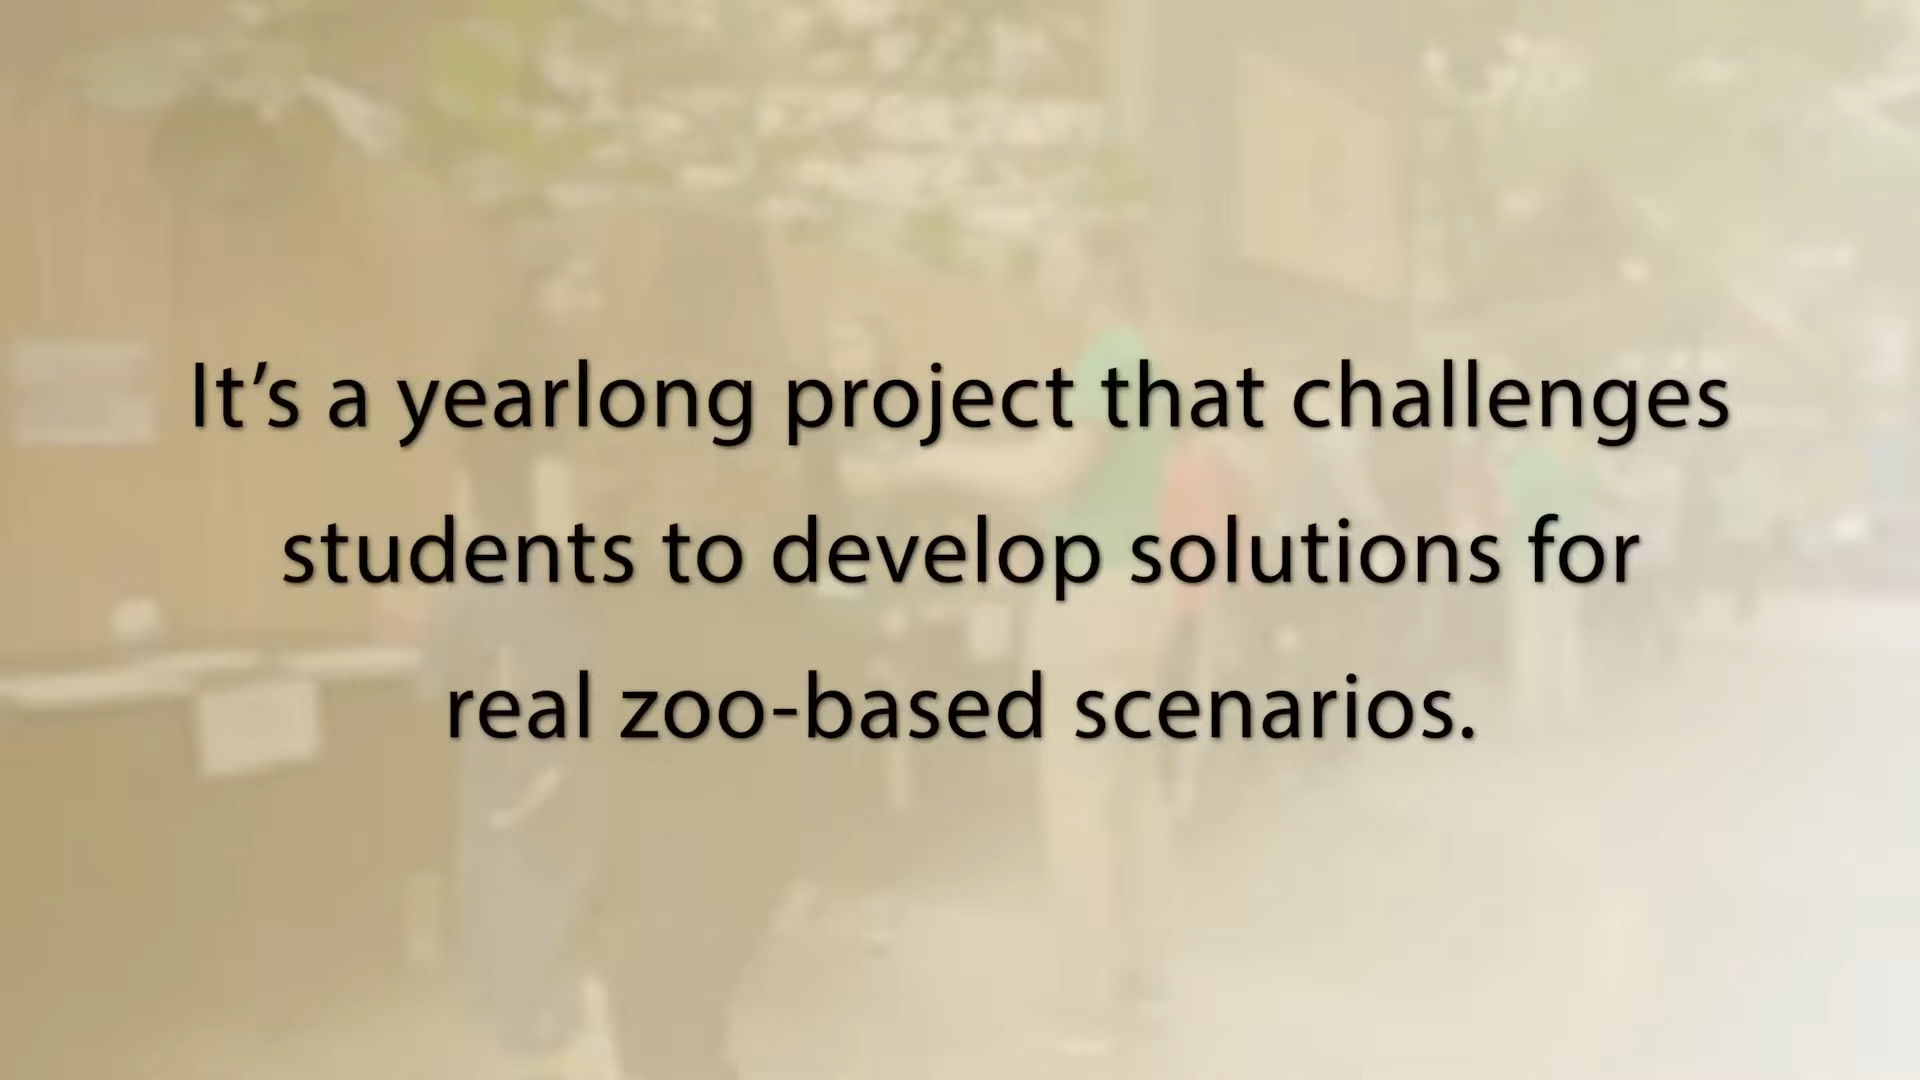 It’s a yearlong project that challenges
students to develop solutions for
real zoo-based scenarios.